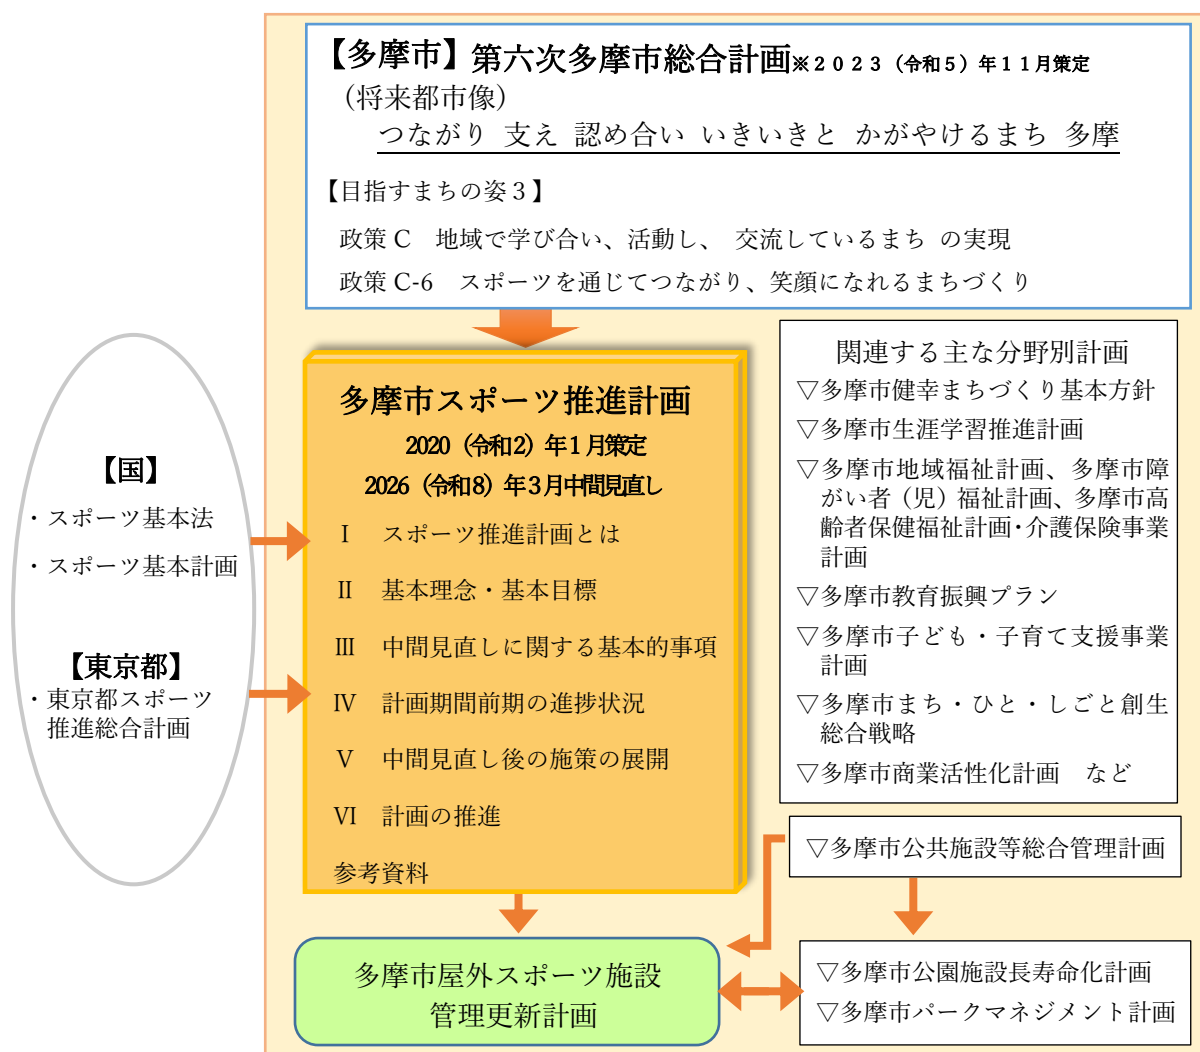 【多摩市】第六次多摩市総合計画※2023（令和5）年11月策定
（将来都市像）
つながり 支え 認め合い いきいきと かがやけるまち 多摩
【目指すまちの姿３】
政策 C　地域で学び合い、活動し、 交流しているまち の実現
政策 C-6　スポーツを通じてつながり、笑顔になれるまちづくり
【国】
・スポーツ基本法
・スポーツ基本計画
【東京都】
・東京都スポーツ
推進総合計画
多摩市スポーツ推進計画
2020（令和2）年１月策定
2026（令和8）年３月中間見直し
Ⅰ　スポーツ推進計画とは
Ⅱ　基本理念・基本目標
Ⅲ　中間見直しに関する基本的事項
Ⅳ　計画期間前期の進捗状況
Ⅴ　中間見直し後の施策の展開
Ⅵ　計画の推進
参考資料
関連する主な分野別計画
▽多摩市健幸まちづくり基本方針
▽多摩市生涯学習推進計画
▽多摩市地域福祉計画、多摩市障
がい者（児）福祉計画、多摩市高
齢者保健福祉計画・介護保険事業
計画
▽多摩市教育振興プラン
▽多摩市子ども・子育て支援事業
計画
▽多摩市まち・ひと・しごと創生
総合戦略
▽多摩市商業活性化計画　など
▽多摩市公共施設等総合管理計画
多摩市屋外スポーツ施設
管理更新計画
▽多摩市公園施設長寿命化計画
▽多摩市パークマネジメント計画